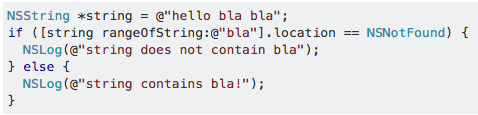 NSString *string = @"hello bla bla";
if ([string rangeOfString:@"bla"].location == NSNotFound) {
  NSLog(@"string does not contain bla");
} else {
  NSLog(@"string contains bla!");
}